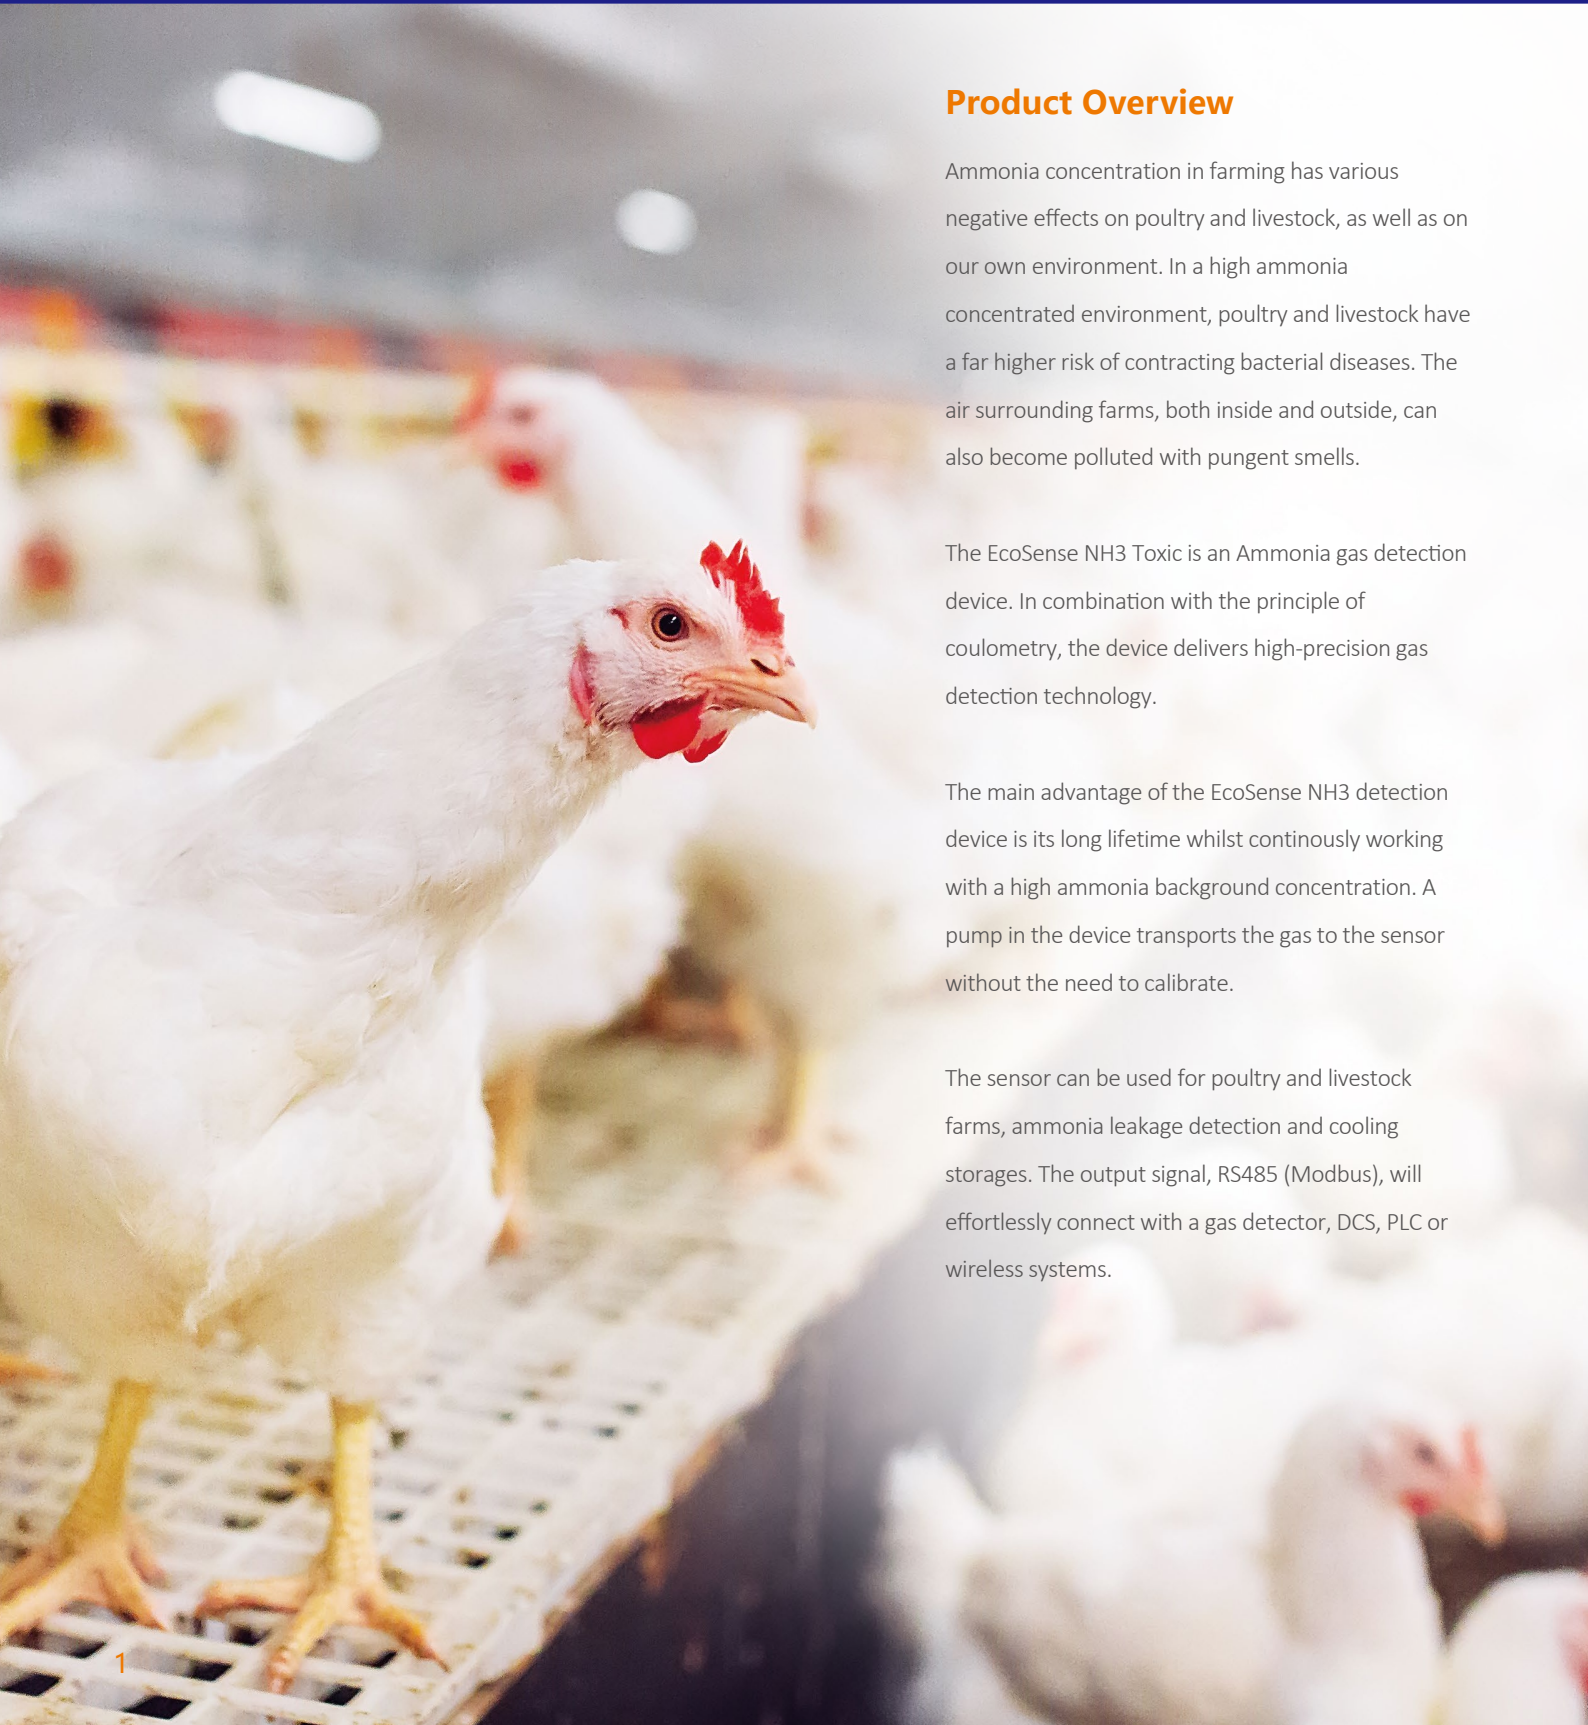 Product Overview
Ammonia concentration in farming has various
negative effects on poultry and livestock, as well as on
our own environment. In a high ammonia
concentrated environment, poultry and livestock have
a far higher risk of contracting bacterial diseases. The
air surrounding farms, both inside and outside, can
also become polluted with pungent smells.
The EcoSense NH3 Toxic is an Ammonia gas detection
device. In combination with the principle of
coulometry, the device delivers high-precision gas
detection technology.
The main advantage of the EcoSense NH3 detection
device is its long lifetime whilst continously working
with a high ammonia background concentration. A
pump in the device transports the gas to the sensor
without the need to calibrate.
The sensor can be used for poultry and livestock
farms, ammonia leakage detection and cooling
storages. The output signal, RS485 (Modbus), will
effortlessly connect with a gas detector, DCS, PLC or
wireless systems.
1